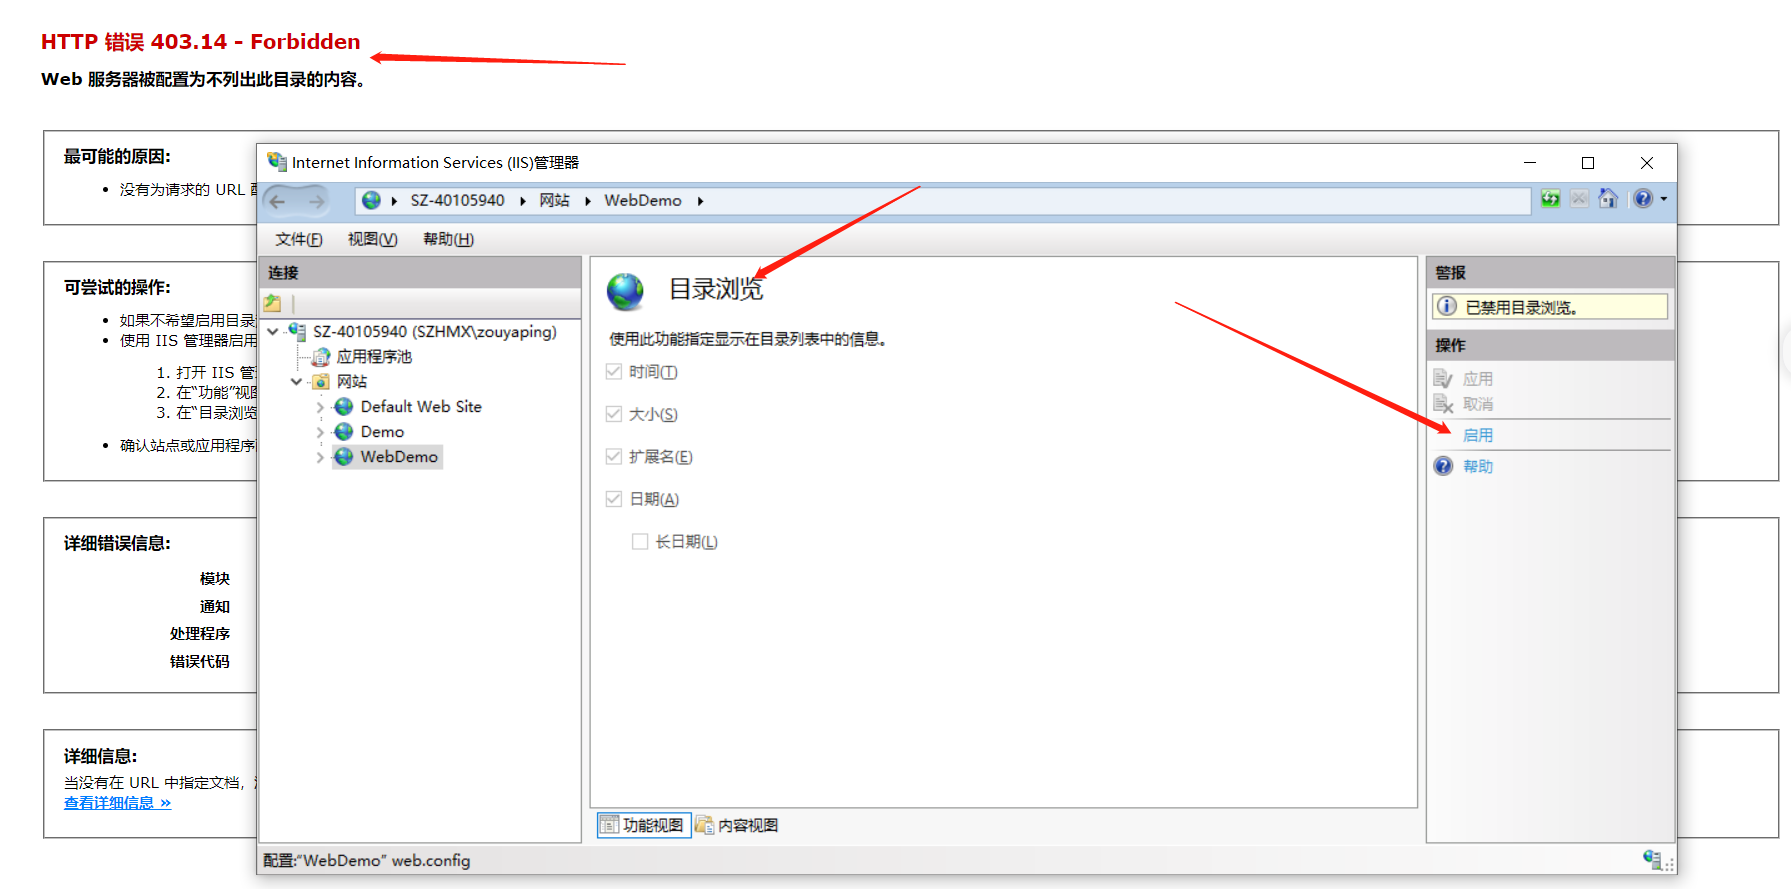 HTTP 错误 403.14 - Forbidden
Web 服务器被配置为不列出此目录的内容。
最可能的原因:
• 没有为请求的 URL
可尝试的操作:
• 如果不希望启用目录
• 使用 IIS 管理器启用
1. 打开 IIS 管
2. 在“功能”视
3. 在“目录浏览
• 确认站点或应用程序
详细错误信息:
模块
通知
处理程序
错误代码
详细信息:
当没有在 URL 中指定文档,
查看详细信息 »
Internet Information Services (IIS)管理器
SZ-40105940 网站 WebDemo
文件(F) 视图(V) 帮助(H)
连接
SZ-40105940 (SZHMX\zouyaping)
应用程序池
网站
Default Web Site
Demo
WebDemo
目录浏览
使用此功能指定显示在目录列表中的信息。
时间(T)
大小(S)
扩展名(E)
日期(A)
长日期(L)
功能视图 内容视图
警报
已禁用目录浏览。
操作
应用
取消
启用
帮助
配置:“WebDemo” web.config